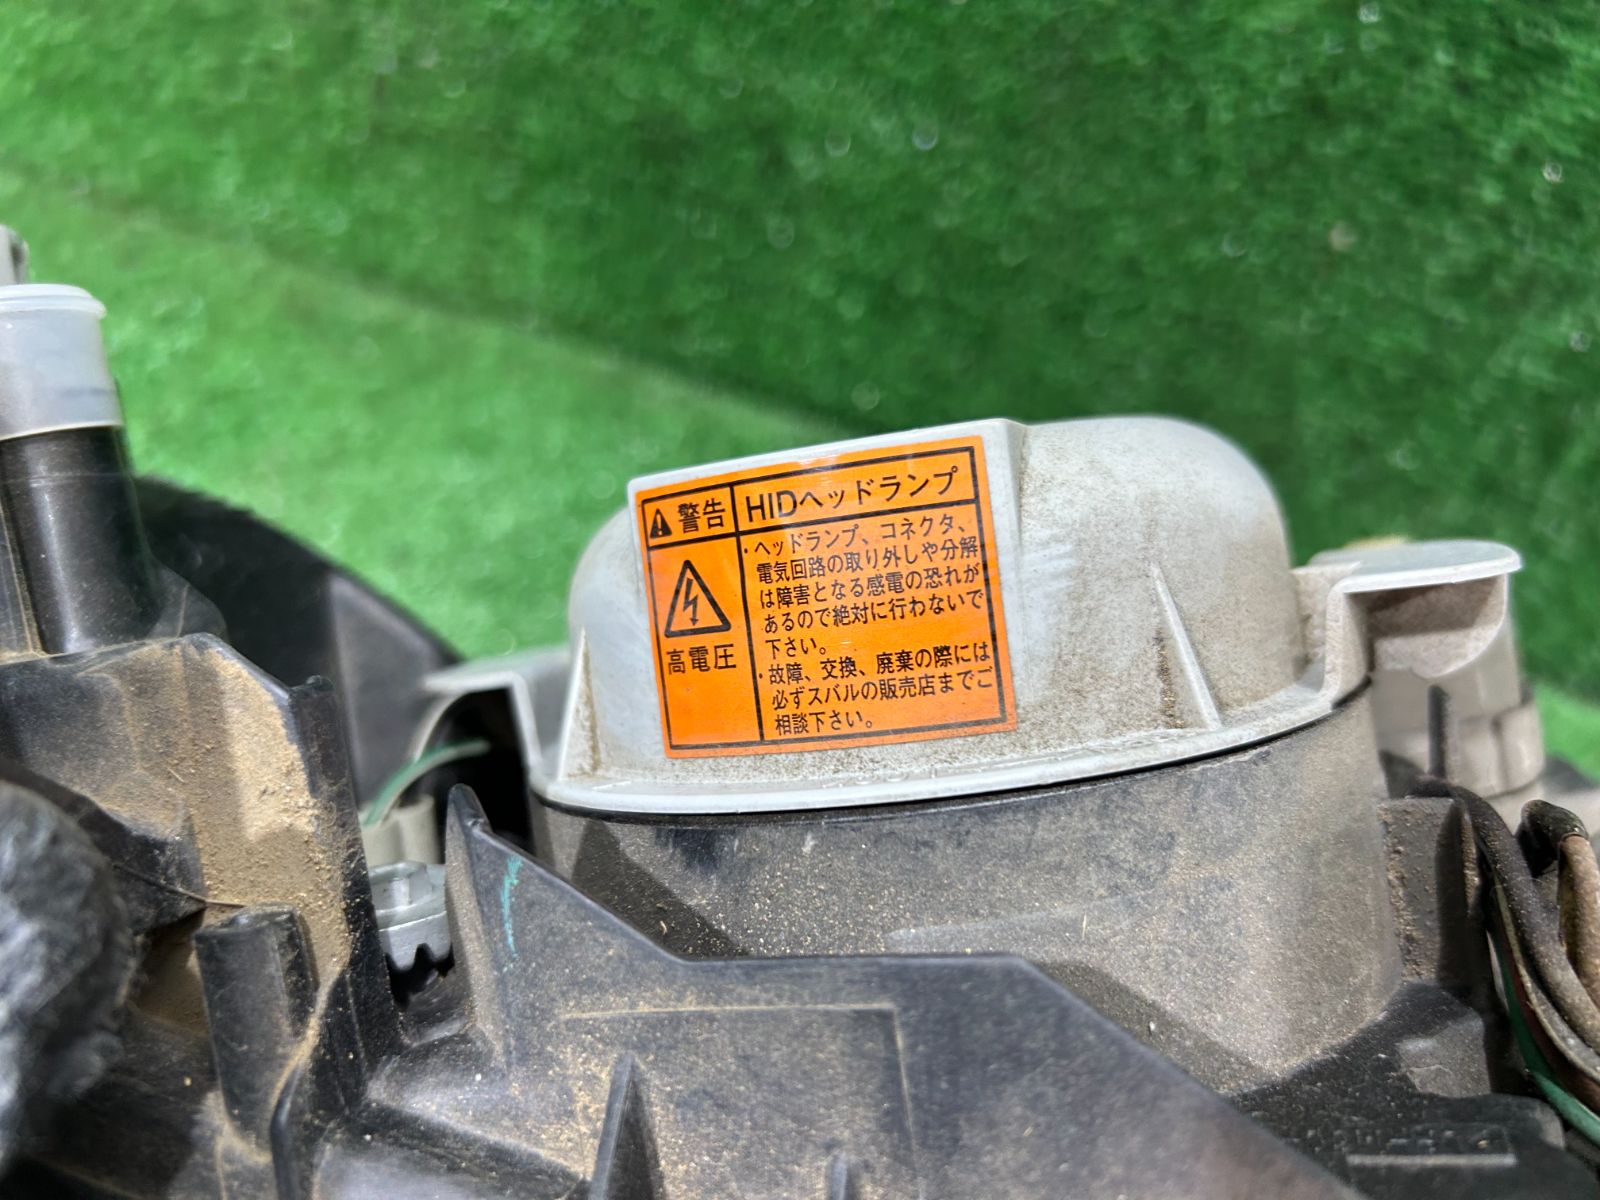 警告
HIDヘッドランプ
高電圧
・ヘッドランプ、コネクタ、
電気回路の取り外しや分解
は障害となる感電の恐れが
あるので絶対に行わないで
下さい。
・故障、交換、廃棄の際には
必ずスバルの販売店までご
相談下さい。